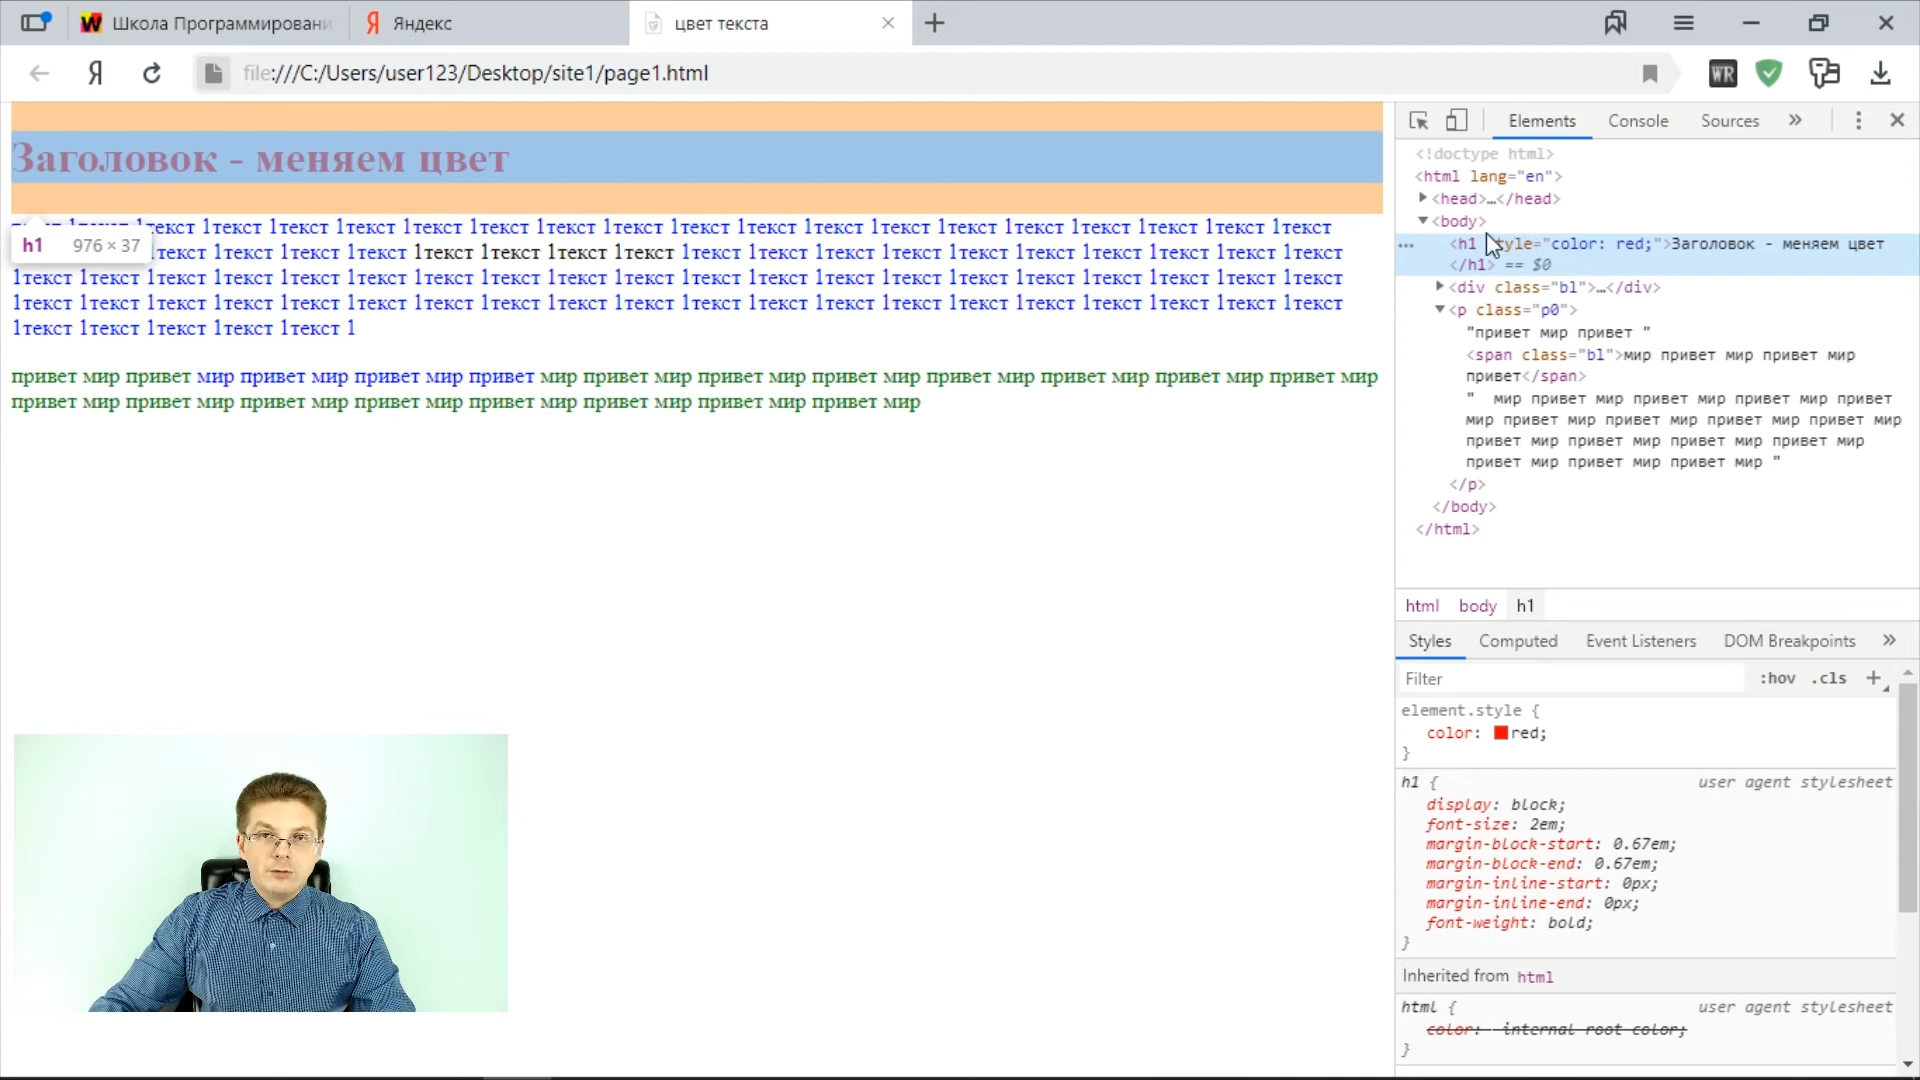 Школа Программировани
Яндекс
цвет текста
file:///C:/Users/user123/Desktop/site1/page1.html
Заголовок - меняем цвет
1текст 1текст 1текст 1текст 1текст 1текст 1текст 1текст 1текст 1текст 1текст 1текст 1текст 1текст 1текст 1текст 1текст 1текст
h1 976 × 37
1текст 1текст 1текст 1текст 1текст 1текст 1текст 1текст 1текст 1текст 1текст 1текст 1текст 1текст 1текст 1текст 1текст 1текст
1текст 1текст 1текст 1текст 1текст 1текст 1текст 1текст 1текст 1текст 1текст 1текст 1текст 1текст 1текст 1текст 1текст 1текст 1текст 1текст
1текст 1текст 1текст 1текст 1текст 1текст 1текст 1текст 1текст 1текст 1текст 1текст 1текст 1текст 1текст 1текст 1текст 1текст 1текст 1текст
1текст 1текст 1текст 1текст 1текст 1
привет мир привет мир привет мир привет мир привет мир привет мир привет мир привет мир привет мир привет мир привет мир привет мир
привет мир привет мир привет мир привет мир привет мир привет мир привет мир привет мир
Elements Console Sources »
<!doctype html>
<html lang="en">
<head>…</head>
<body>
<h1 style="color: red;">Заголовок - меняем цвет
</h1> == $0
<div class="bl">…</div>
<p class="p0">
"привет мир привет "
<span class="bl">мир привет мир привет мир
привет</span>
" мир привет мир привет мир привет мир привет
мир привет мир привет мир привет мир привет мир
привет мир привет мир привет мир привет мир
привет мир привет мир привет мир "
</p>
</body>
</html>
html body h1
Styles Computed Event Listeners DOM Breakpoints »
Filter :hov .cls +
element.style {
color: red;
}
h1 { user agent stylesheet
display: block;
font-size: 2em;
margin-block-start: 0.67em;
margin-block-end: 0.67em;
margin-inline-start: 0px;
margin-inline-end: 0px;
font-weight: bold;
}
Inherited from html
html { user agent stylesheet
color: -internal-root-color;
}